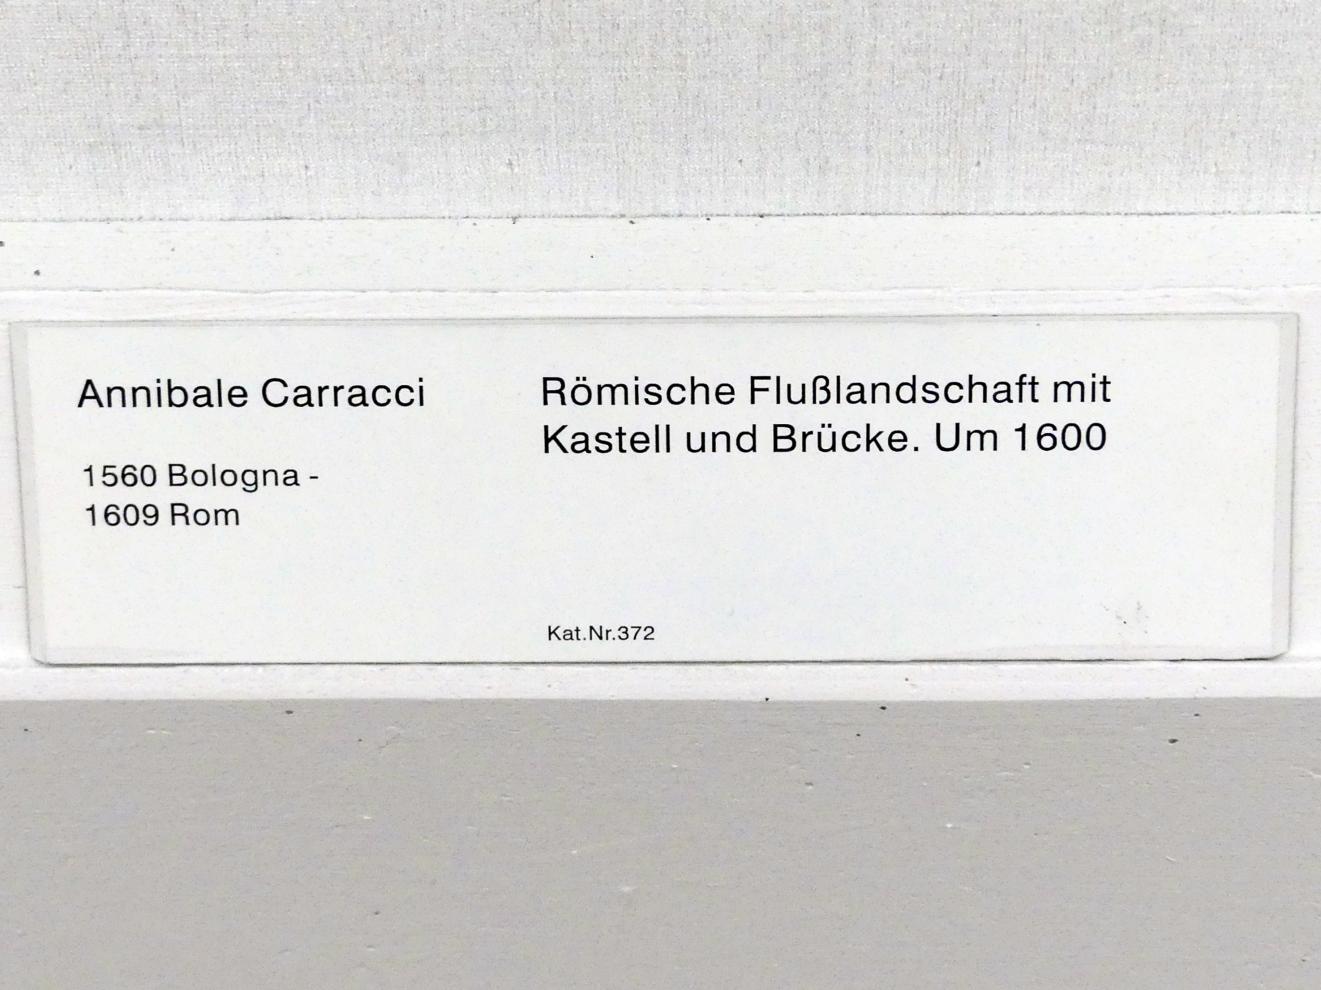 Annibale Carracci
1560 Bologna -
1609 Rom
Römische Flußlandschaft mit
Kastell und Brücke. Um 1600
Kat.Nr.372